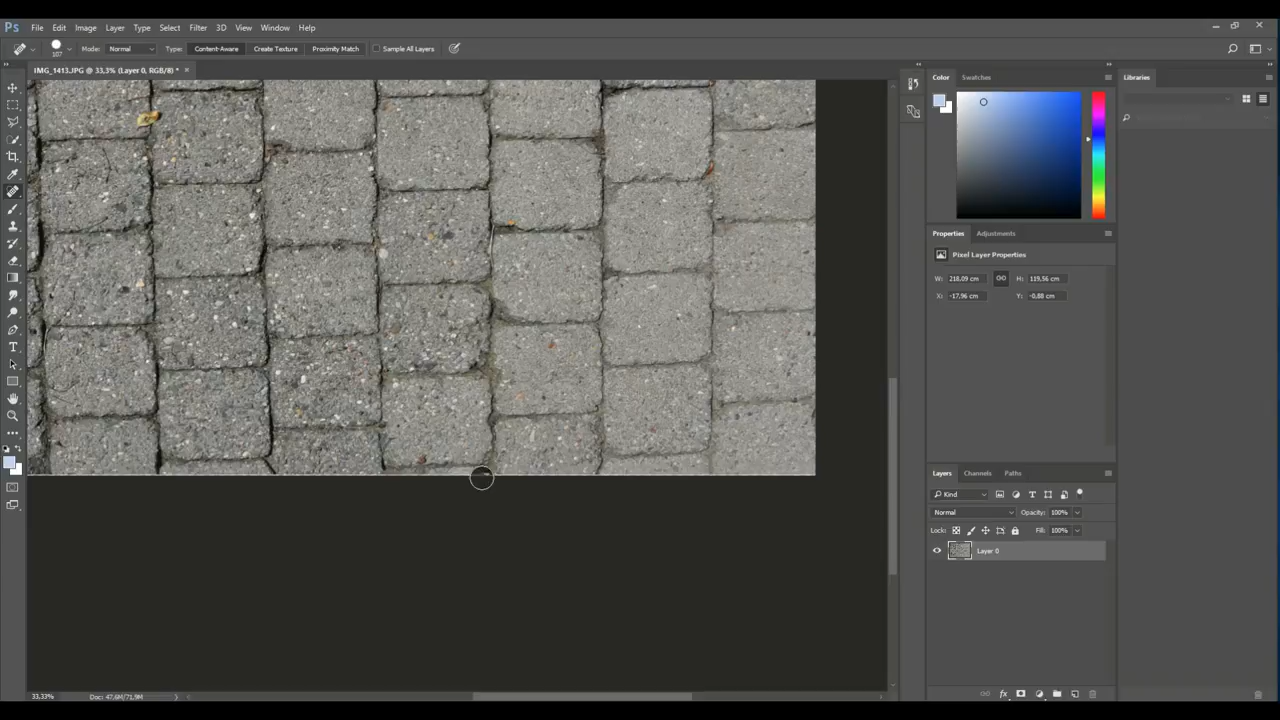 Ps File Edit Image Layer Type Select Filter 3D View Window Help
107 Mode: Normal Type: Content-Aware Create Texture Proximity Match Sample All Layers
IMG_1413.JPG @ 33,3% (Layer 0, RGB/8) * ×
Color Swatches
Libraries
Properties Adjustments
Pixel Layer Properties
W: 218,09 cm H: 119,56 cm
X: -17,96 cm Y: -0,88 cm
T
Layers Channels Paths
Kind
Normal Opacity: 100%
Lock: Fill: 100%
Layer 0
fx
33,33% Doc: 47,6M/71,9M